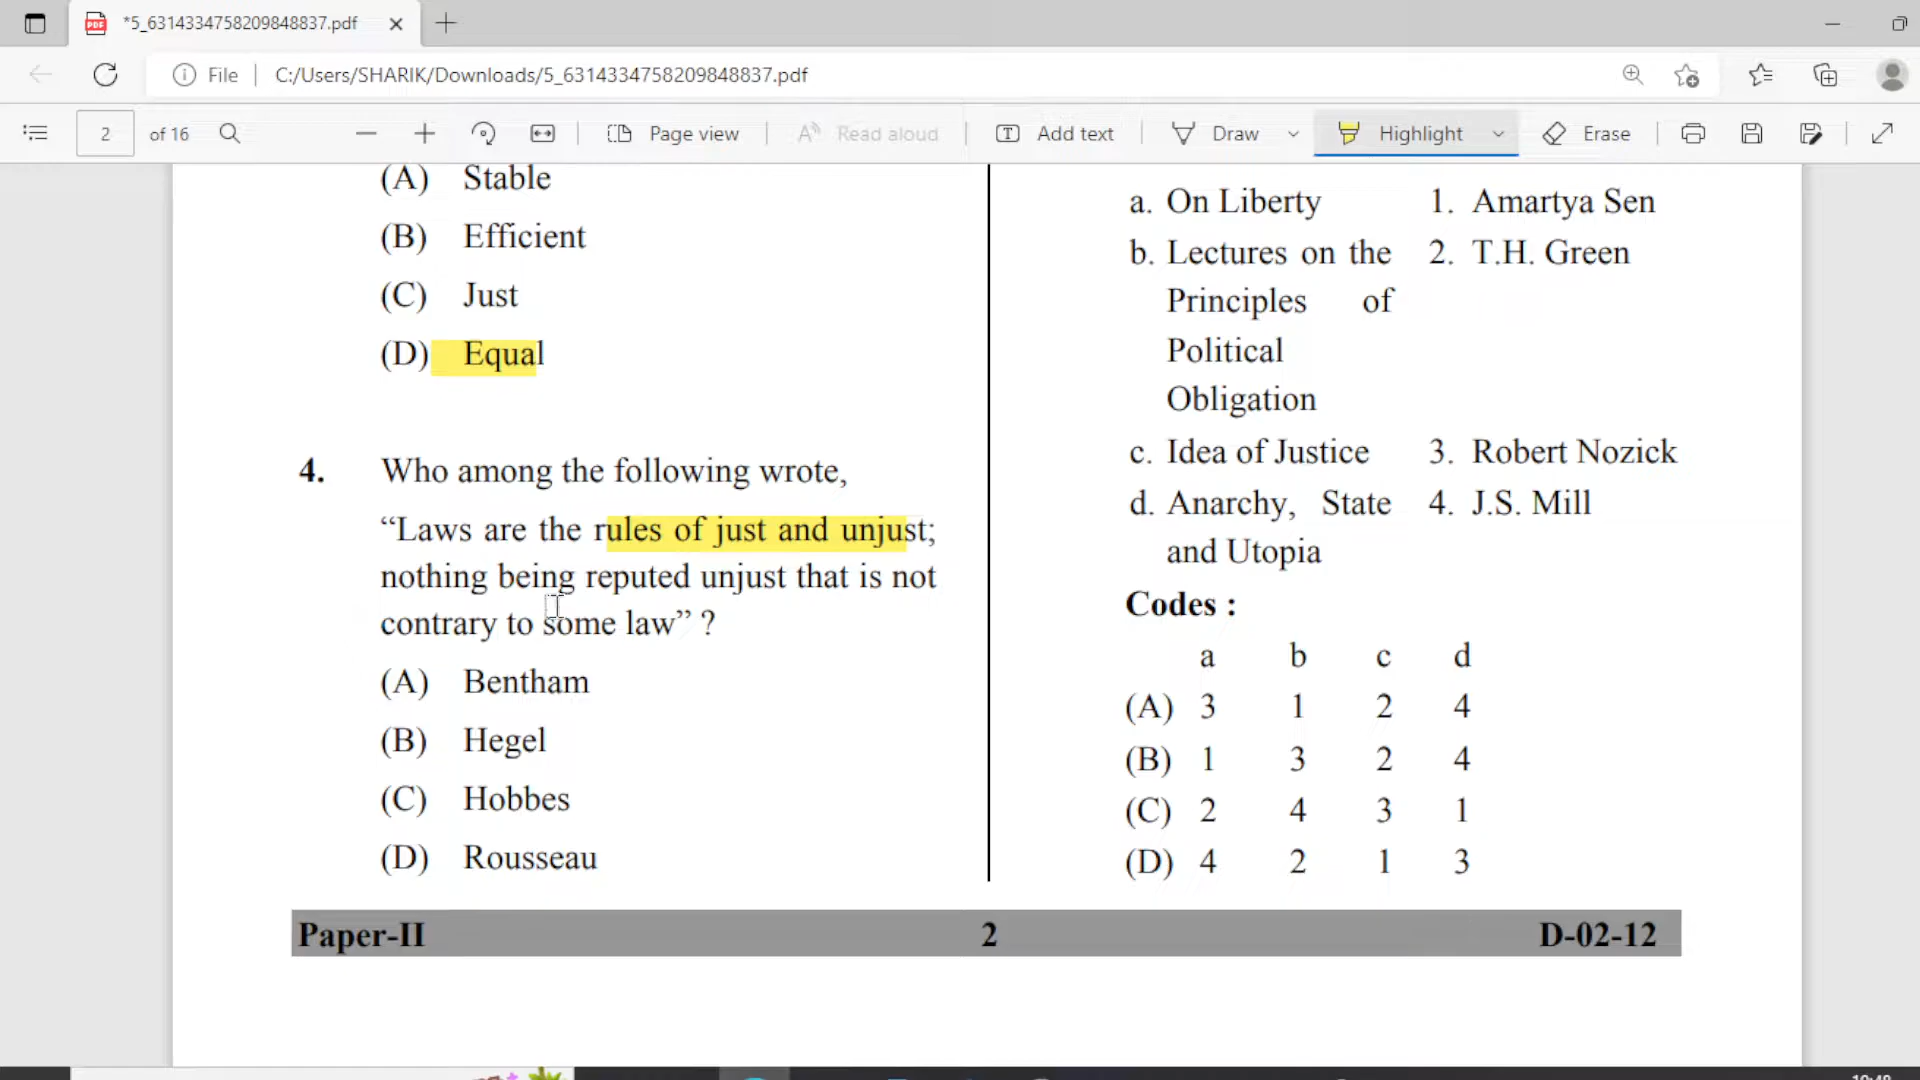 *5_6314334758209848837.pdf
File C:/Users/SHARIK/Downloads/5_6314334758209848837.pdf
2 of 16 Page view Read aloud Add text Draw Highlight Erase
(A) Stable
(B) Efficient
(C) Just
(D) Equal
4. Who among the following wrote,
“Laws are the rules of just and unjust;
nothing being reputed unjust that is not
contrary to some law” ?
(A) Bentham
(B) Hegel
(C) Hobbes
(D) Rousseau
a. On Liberty 1. Amartya Sen
b. Lectures on the 2. T.H. Green
Principles of
Political
Obligation
c. Idea of Justice 3. Robert Nozick
d. Anarchy, State 4. J.S. Mill
and Utopia
Codes :
a b c d
(A) 3 1 2 4
(B) 1 3 2 4
(C) 2 4 3 1
(D) 4 2 1 3
Paper-II 2 D-02-12